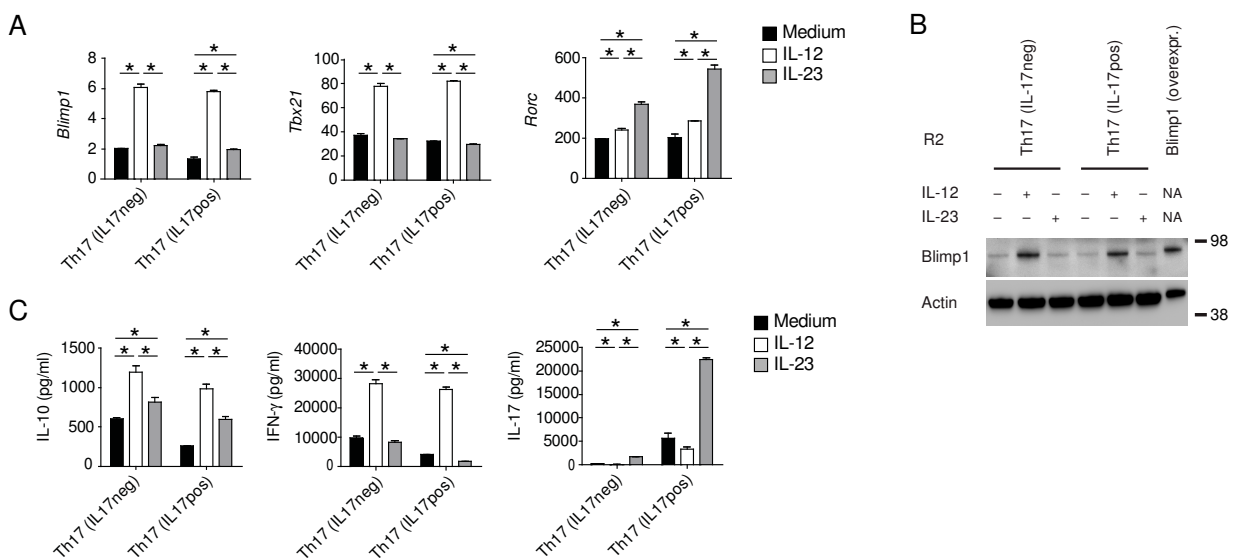 A
Medium
IL-12
IL-23
Blimp1
8
6
4
2
0
* *
* *
*
Th17 (IL17neg)
Th17 (IL17pos)
Tbx21
100
80
60
40
20
0
* *
* *
*
Th17 (IL17neg)
Th17 (IL17pos)
Rorc
600
400
200
0
*
* *
*
* *
Th17 (IL17neg)
Th17 (IL17pos)
B
R2
Th17 (IL-17neg)
Th17 (IL-17pos)
Blimp1 (overexpr.)
IL-12 – + – – + – NA
IL-23 – – + – – + NA
Blimp1
98
Actin
38
C
Medium
IL-12
IL-23
IL-10 (pg/ml)
1500
1000
500
0
*
* *
*
* *
Th17 (IL17neg)
Th17 (IL17pos)
IFN-γ (pg/ml)
40000
30000
20000
10000
0
* *
*
* *
Th17 (IL17neg)
Th17 (IL17pos)
IL-17 (pg/ml)
25000
20000
15000
10000
5000
0
*
* *
*
* *
Th17 (IL17neg)
Th17 (IL17pos)